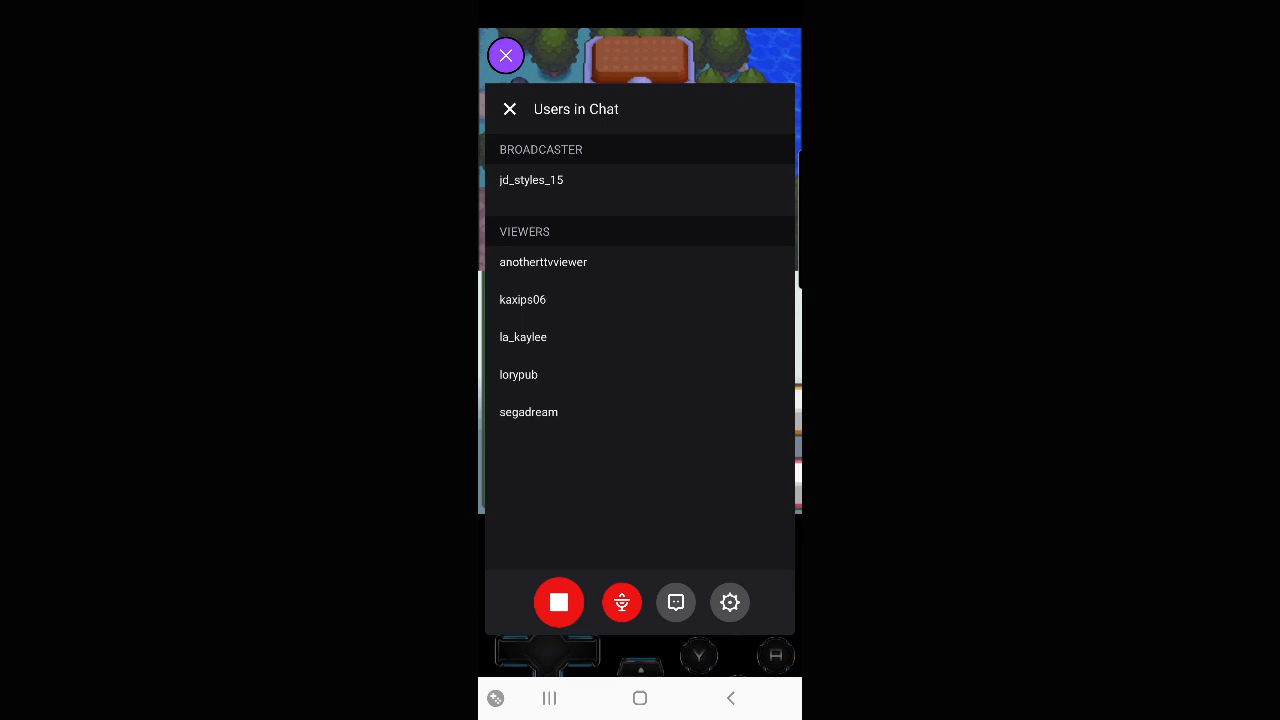 Users in Chat
BROADCASTER
jd_styles_15
VIEWERS
anotherttvviewer
kaxips06
la_kaylee
lorypub
segadream
Y
A